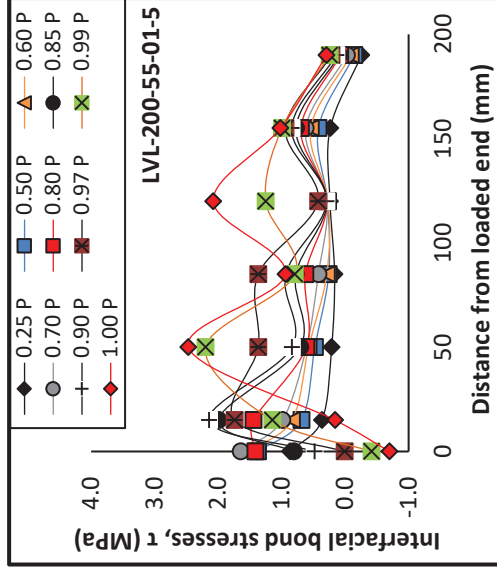 0.25 P
0.50 P
0.60 P
0.70 P
0.80 P
0.85 P
0.90 P
0.97 P
0.99 P
1.00 P
LVL-200-55-01-5
Interfacial bond stresses, τ (MPa)
4.0
3.0
2.0
1.0
0.0
-1.0
0
50
100
150
200
Distance from loaded end (mm)